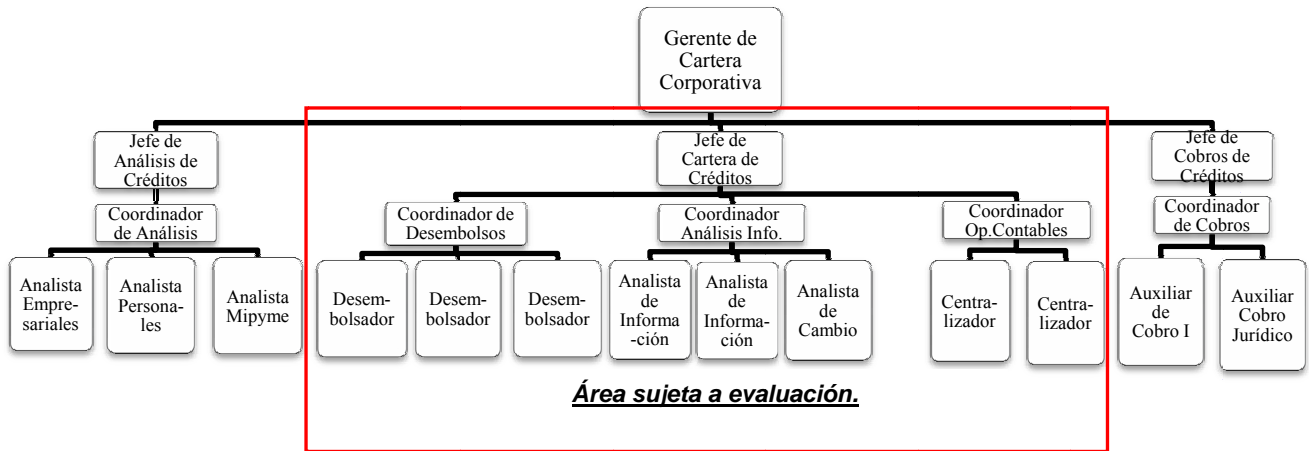 Gerente de
Cartera
Corporativa
Jefe de
Análisis de
Créditos
Jefe de
Cartera de
Créditos
Jefe de
Cobros de
Créditos
Coordinador
de Análisis
Coordinador de
Desembolsos
Coordinador
Análisis Info.
Coordinador
Op.Contables
Coordinador
de Cobros
Analista
Empre-
sariales
Analista
Persona-
les
Analista
Mipyme
Desem-
bolsador
Desem-
bolsador
Desem-
bolsador
Analista
de
Informa
-ción
Analista
de
Informa-
ción
Analista
de
Cambio
Centra-
lizador
Centra-
lizador
Auxiliar
de
Cobro I
Auxiliar
Cobro
Jurídico
Área sujeta a evaluación.